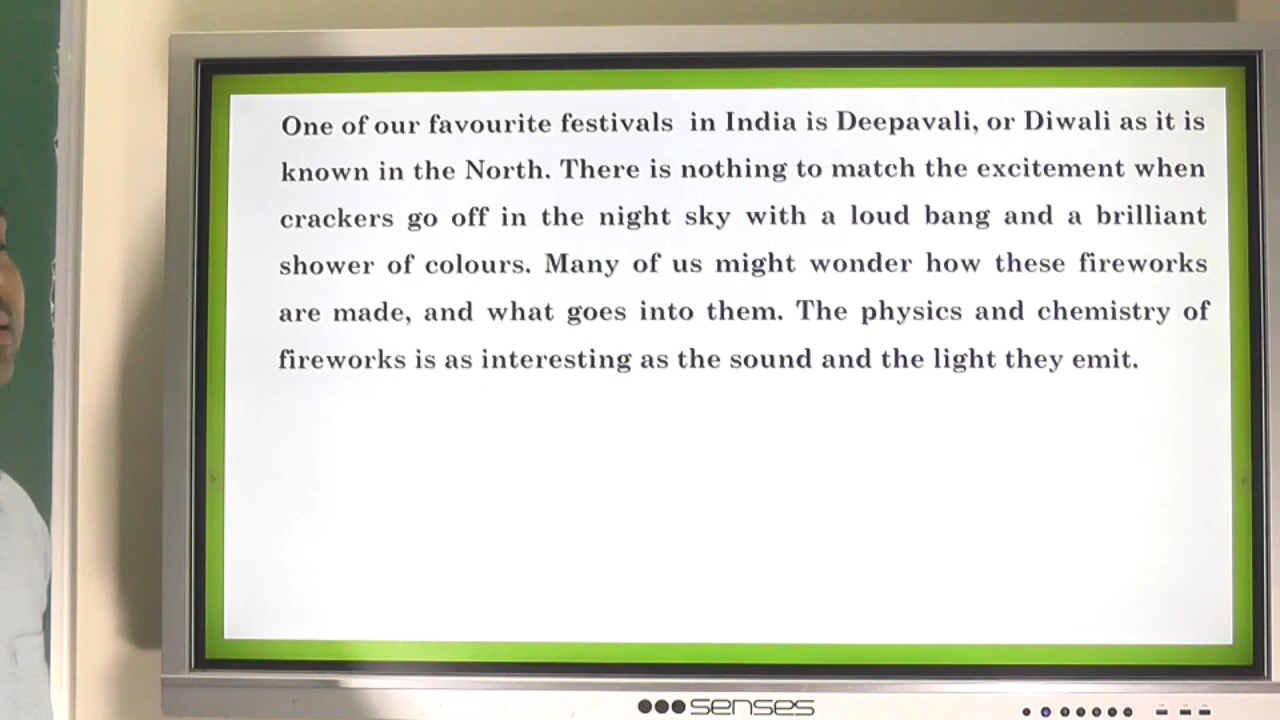 One of our favourite festivals in India is Deepavali, or Diwali as it is
known in the North. There is nothing to match the excitement when
crackers go off in the night sky with a loud bang and a brilliant
shower of colours. Many of us might wonder how these fireworks
are made, and what goes into them. The physics and chemistry of
fireworks is as interesting as the sound and the light they emit.
senses